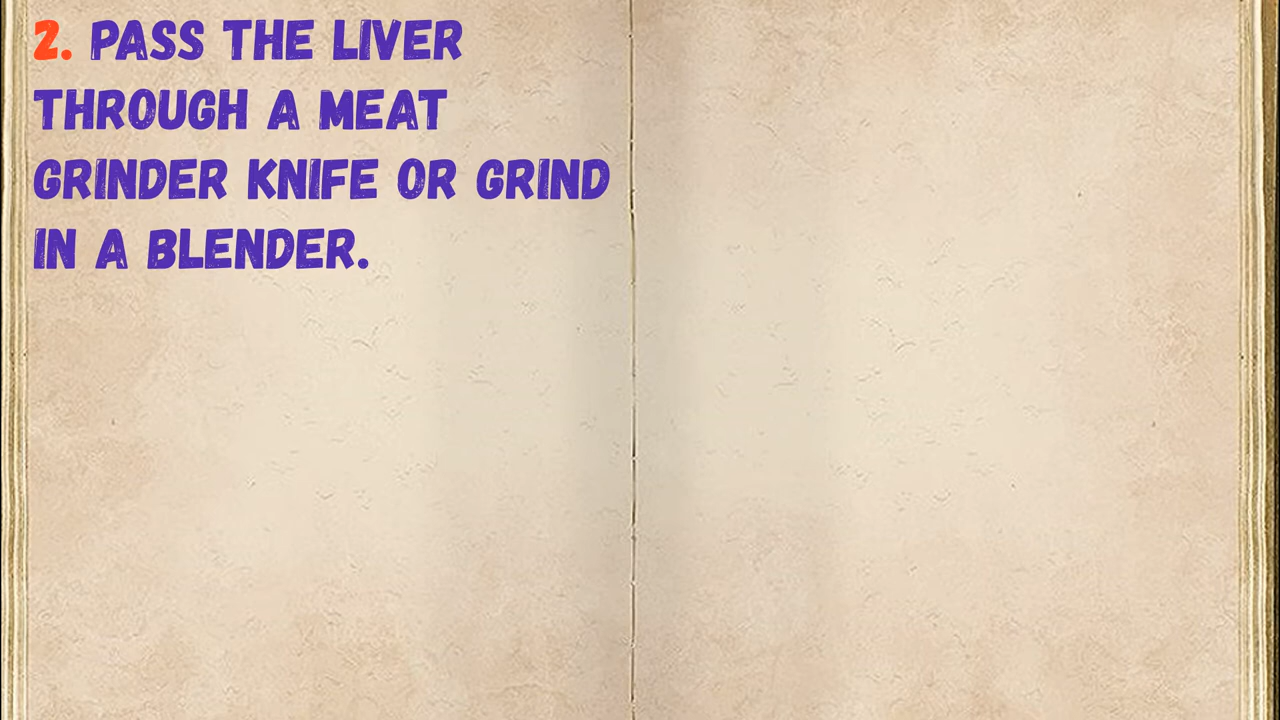 2. PASS THE LIVER
THROUGH A MEAT
GRINDER KNIFE OR GRIND
IN A BLENDER.